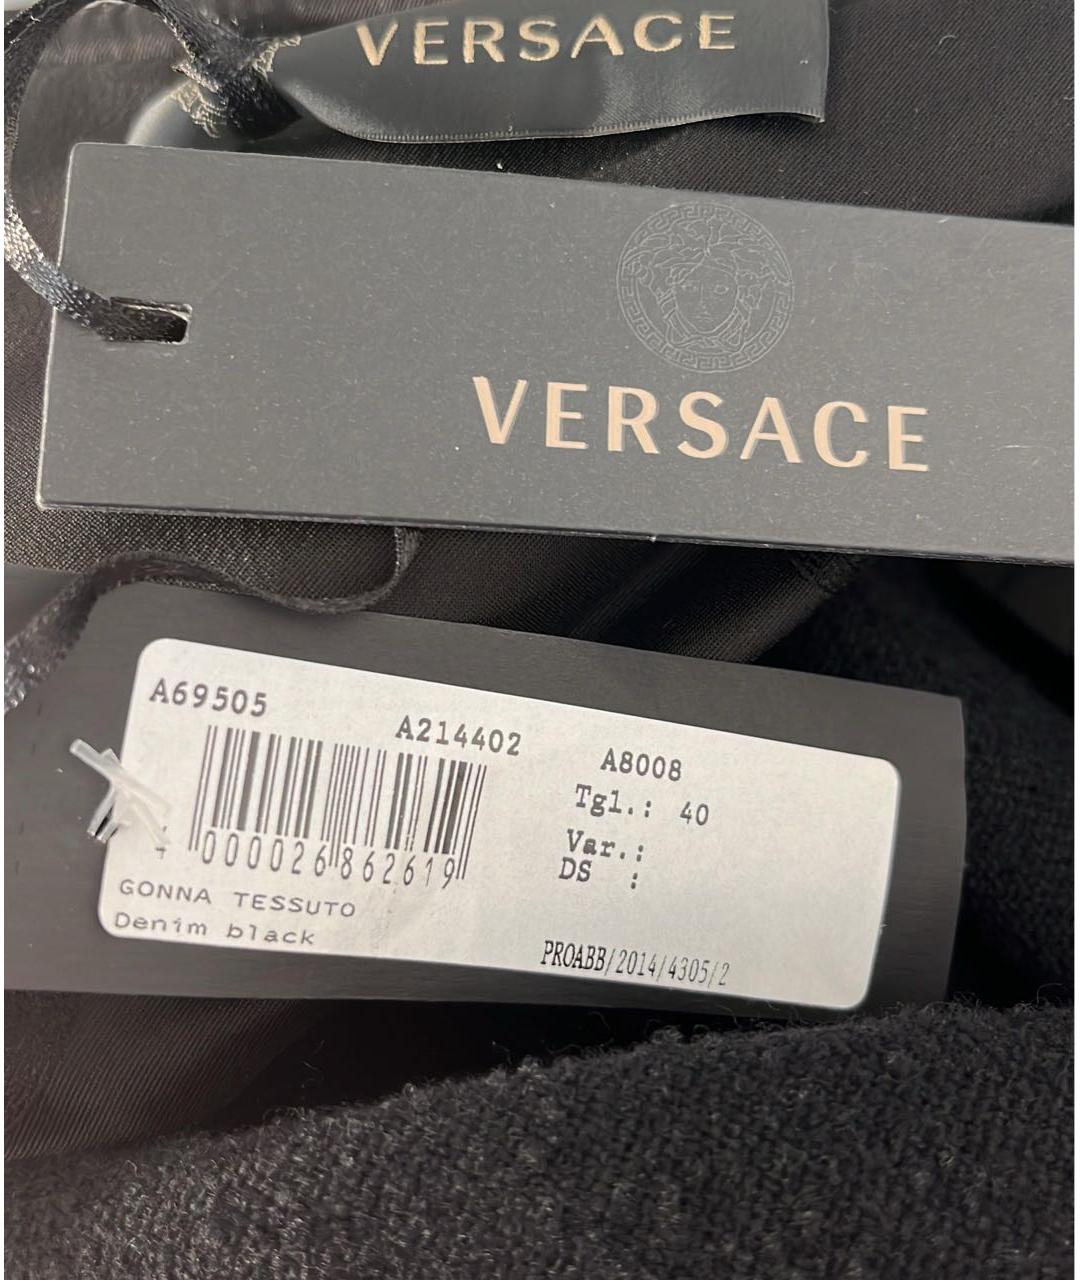 VERSACE
VERSACE
A69505
A214402
A8008
Tgl.: 40
Var.:
DS :
000026862619
GONNA TESSUTO
Denim black
PROABB/2014/4305/2